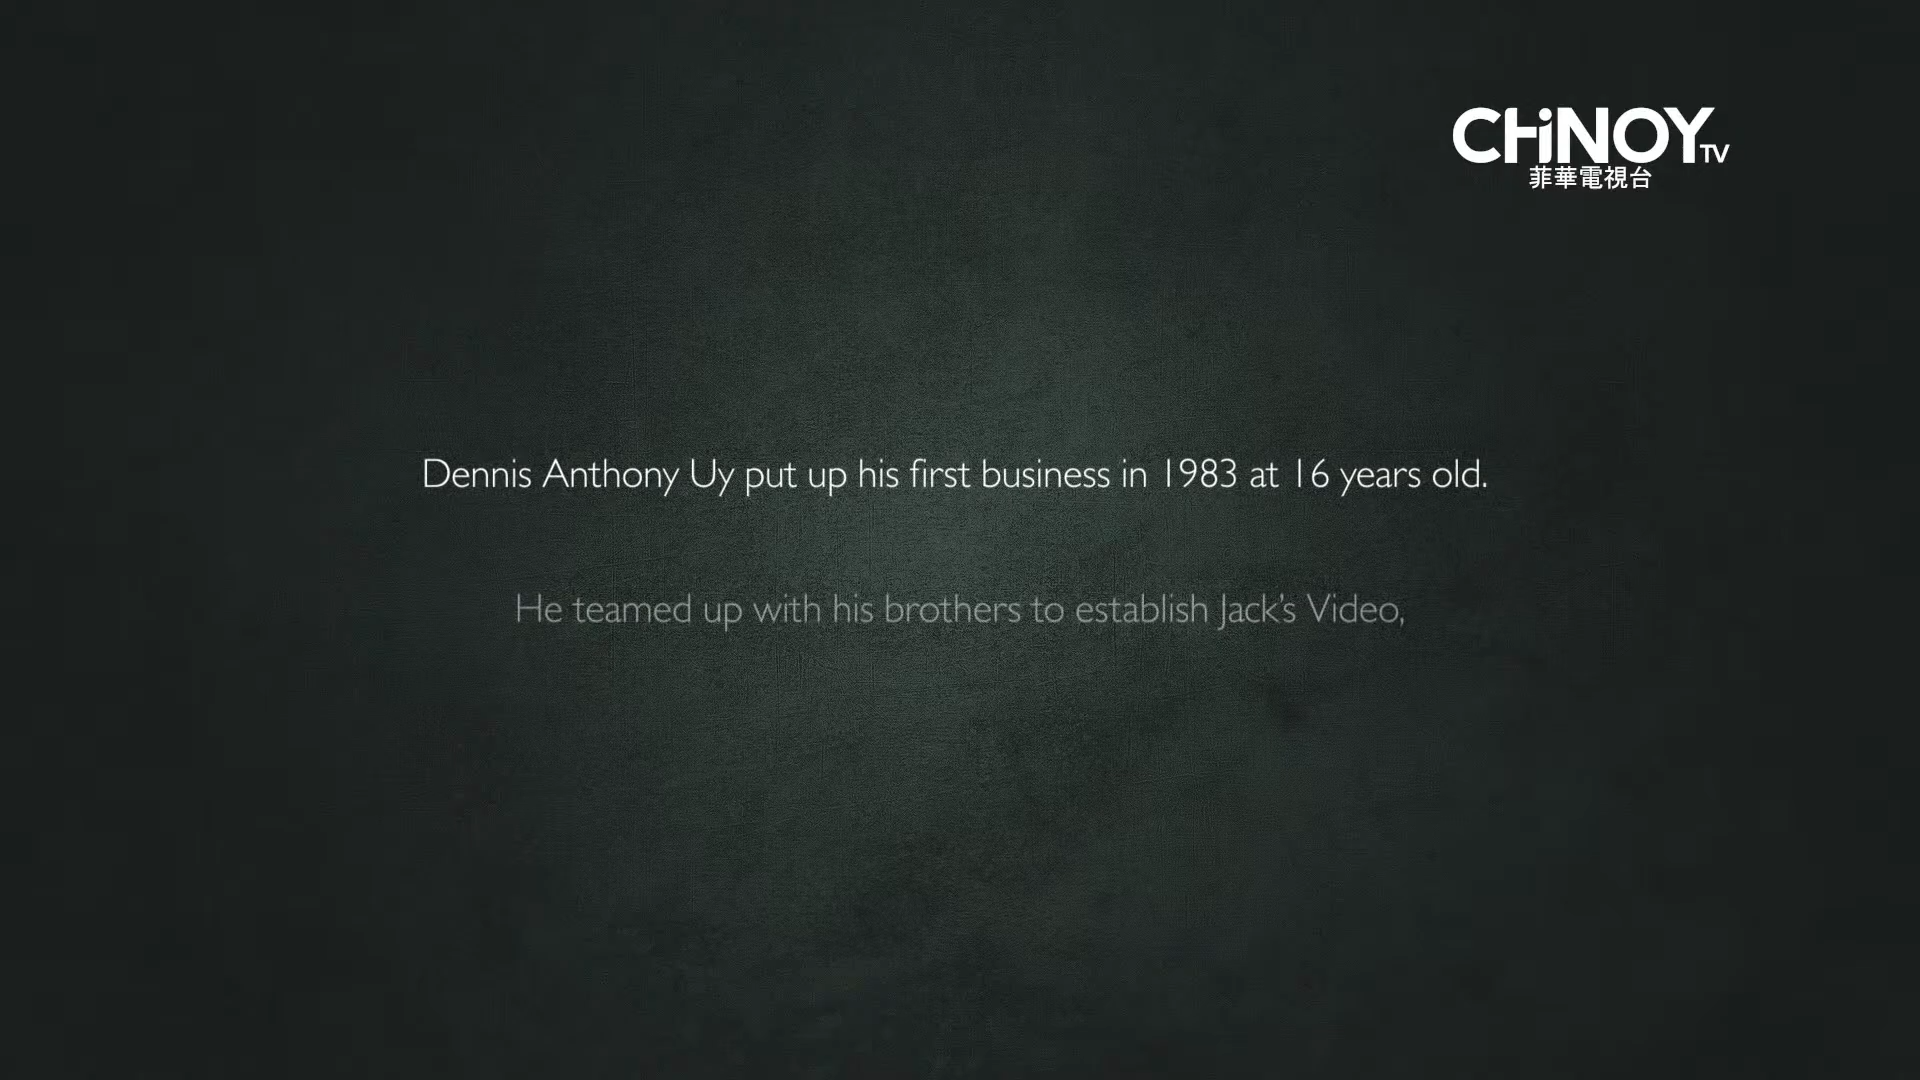 CHiNOY TV
菲華電視台
Dennis Anthony Uy put up his first business in 1983 at 16 years old.
He teamed up with his brothers to establish Jack's Video,